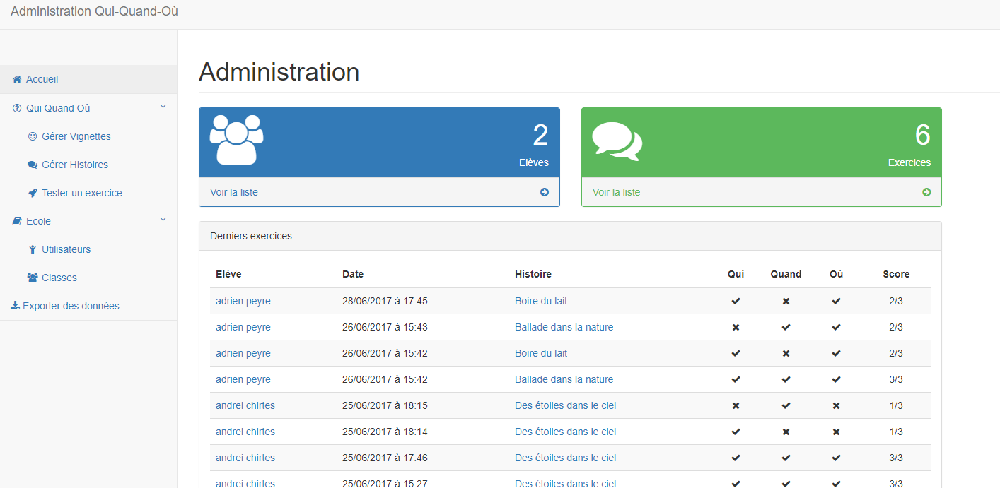 Administration Qui-Quand-Où
Accueil
Qui Quand Où
Gérer Vignettes
Gérer Histoires
Tester un exercice
Ecole
Utilisateurs
Classes
Exporter des données
Administration
2
Elèves
Voir la liste
6
Exercices
Voir la liste
Derniers exercices
Elève Date Histoire Qui Quand Où Score
adrien peyre 28/06/2017 à 17:45 Boire du lait ✔ ✖ ✔ 2/3
adrien peyre 26/06/2017 à 15:43 Ballade dans la nature ✖ ✔ ✔ 2/3
adrien peyre 26/06/2017 à 15:42 Boire du lait ✔ ✖ ✔ 2/3
adrien peyre 26/06/2017 à 15:42 Ballade dans la nature ✔ ✔ ✔ 3/3
andrei chirtes 25/06/2017 à 18:15 Des étoiles dans le ciel ✖ ✔ ✖ 1/3
andrei chirtes 25/06/2017 à 18:14 Des étoiles dans le ciel ✔ ✖ ✖ 1/3
andrei chirtes 25/06/2017 à 17:46 Des étoiles dans le ciel ✔ ✔ ✔ 3/3
andrei chirtes 25/06/2017 à 15:27 Des étoiles dans le ciel ✔ ✔ ✔ 3/3